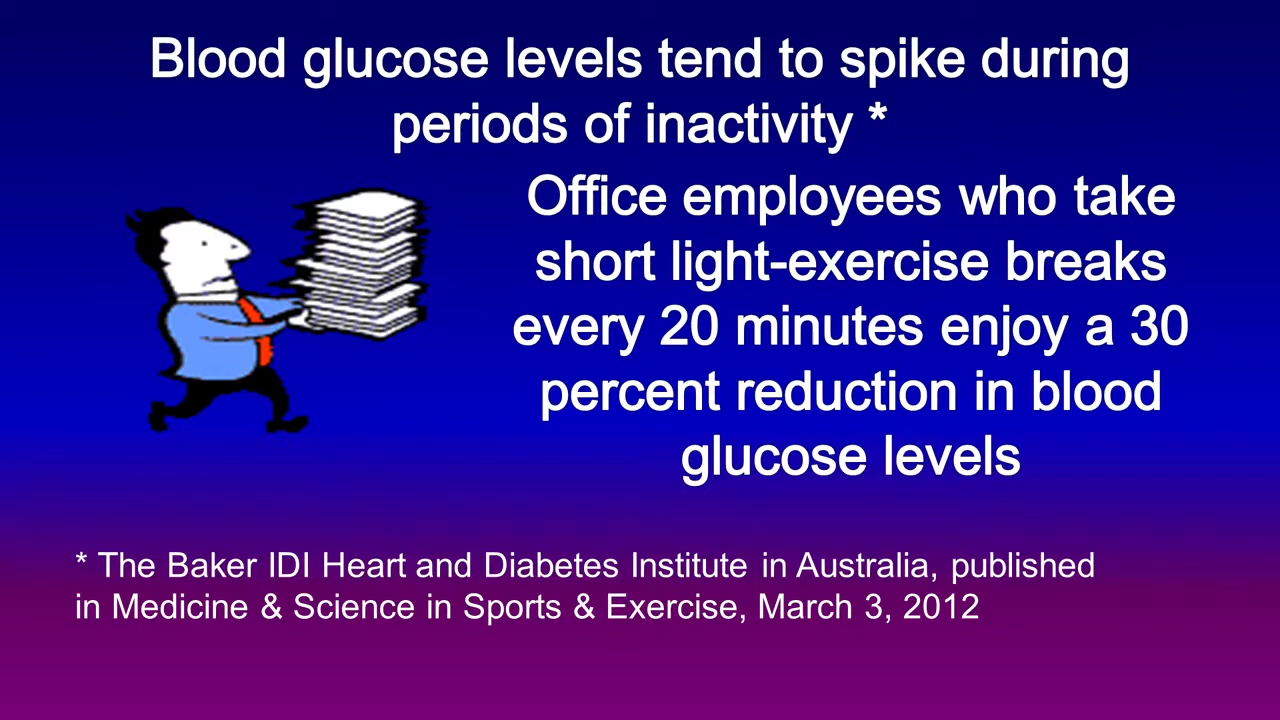 Blood glucose levels tend to spike during
periods of inactivity *
Office employees who take
short light-exercise breaks
every 20 minutes enjoy a 30
percent reduction in blood
glucose levels
* The Baker IDI Heart and Diabetes Institute in Australia, published
in Medicine & Science in Sports & Exercise, March 3, 2012